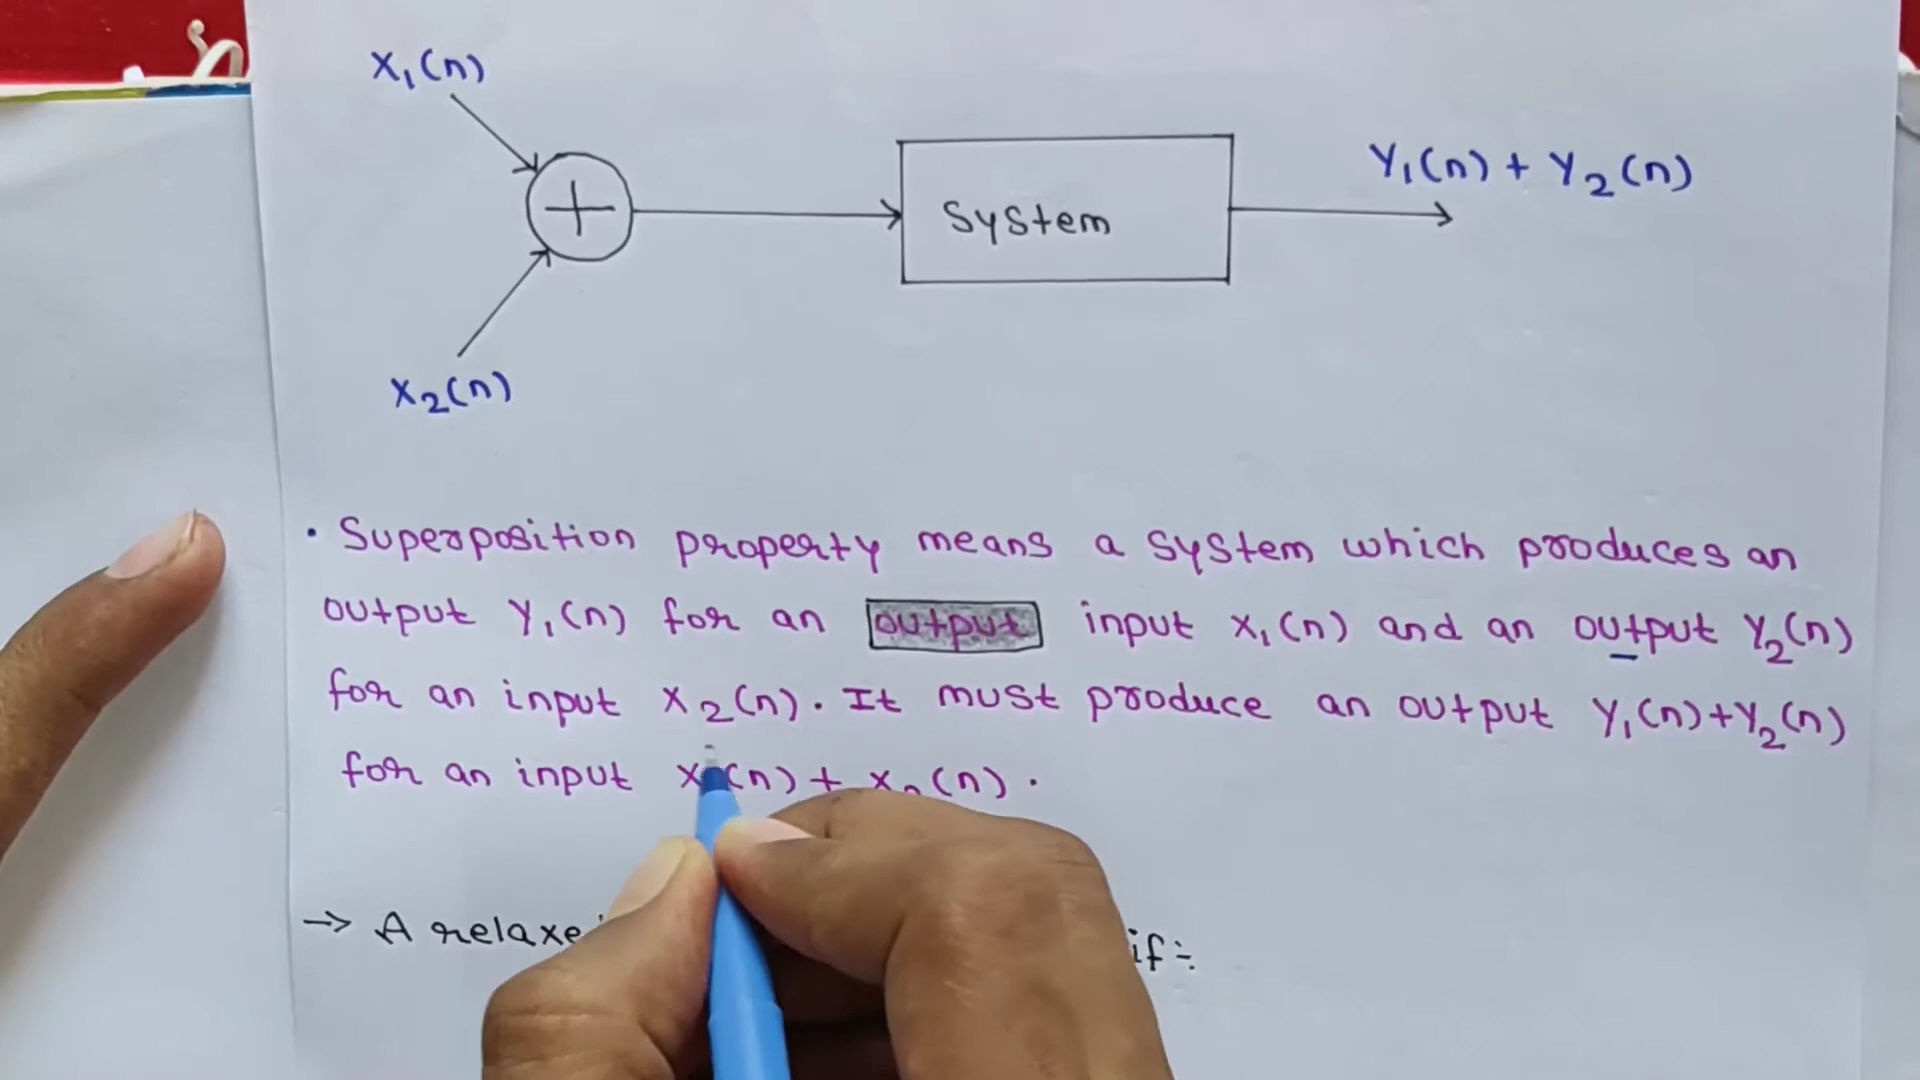 x₁(n)
Y₁(n) + Y₂(n)
System
x₂(n)
• Superposition property means a system which produces an
output Y₁(n) for an output input x₁(n) and an output Y₂(n)
for an input x₂(n). It must produce an output Y₁(n)+Y₂(n)
for an input (n) + (n).
→ A if:-